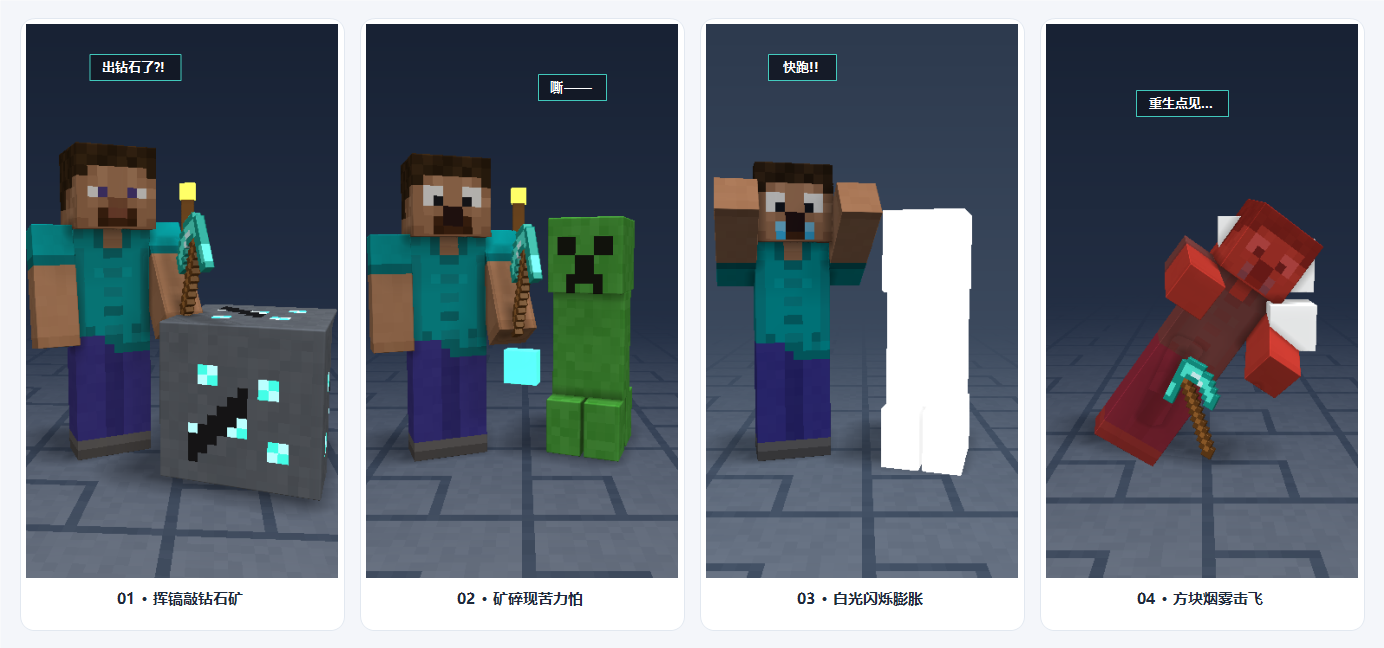 出钻石了?!
嘶——
快跑!!
重生点见...
01 · 挥镐敲钻石矿
02 · 矿碎现苦力怕
03 · 白光闪烁膨胀
04 · 方块烟雾击飞